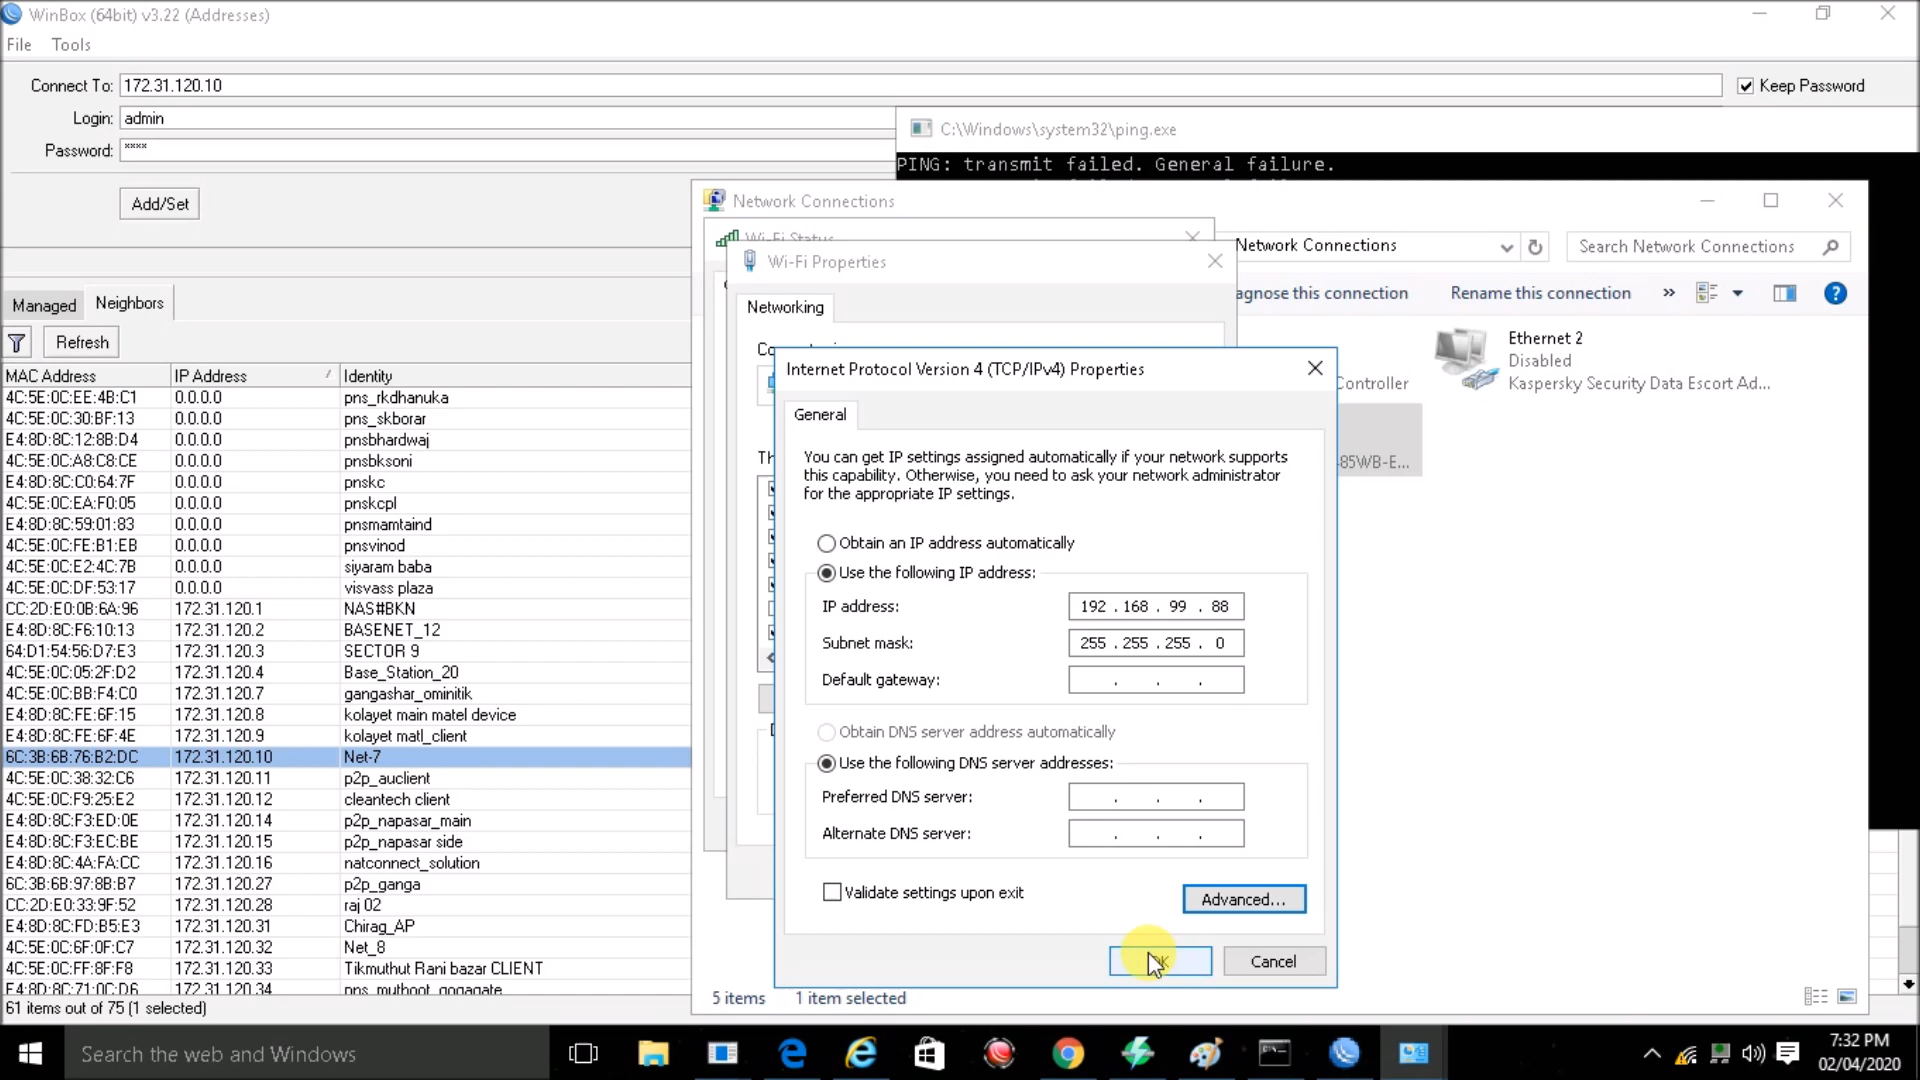 WinBox (64bit) v3.22 (Addresses)
File Tools
Connect To: 172.31.120.10
Keep Password
Login: admin
Password: ****
Add/Set
Managed
Neighbors
Refresh
MAC Address IP Address Identity
4C:5E:0C:EE:4B:C1 0.0.0.0 pns_rkdhanuka
4C:5E:0C:30:BF:13 0.0.0.0 pns_skborar
E4:8D:8C:12:8B:D4 0.0.0.0 pnsbhardwaj
4C:5E:0C:A8:C8:CE 0.0.0.0 pnsbksoni
E4:8D:8C:C0:64:7F 0.0.0.0 pnskc
4C:5E:0C:EA:F0:05 0.0.0.0 pnskcpl
E4:8D:8C:59:01:83 0.0.0.0 pnsmamtaind
4C:5E:0C:FE:B1:EB 0.0.0.0 pnsvinod
4C:5E:0C:E2:4C:7B 0.0.0.0 siyaram baba
4C:5E:0C:DF:53:17 0.0.0.0 visvass plaza
CC:2D:E0:0B:6A:96 172.31.120.1 NAS#BKN
E4:8D:8C:F6:10:13 172.31.120.2 BASENET_12
64:D1:54:56:D7:E3 172.31.120.3 SECTOR 9
4C:5E:0C:05:2F:D2 172.31.120.4 Base_Station_20
4C:5E:0C:BB:F4:C0 172.31.120.7 gangashar_ominitik
E4:8D:8C:FE:6F:15 172.31.120.8 kolayet main matel device
E4:8D:8C:FE:6F:4E 172.31.120.9 kolayet matl_client
6C:3B:6B:76:B2:DC 172.31.120.10 Net-7
4C:5E:0C:38:32:C6 172.31.120.11 p2p_auclient
4C:5E:0C:F9:25:E2 172.31.120.12 cleantech client
E4:8D:8C:F3:ED:0E 172.31.120.14 p2p_napasar_main
E4:8D:8C:F3:EC:BE 172.31.120.15 p2p_napasar side
E4:8D:8C:4A:FA:CC 172.31.120.16 natconnect_solution
6C:3B:6B:97:8B:B7 172.31.120.27 p2p_ganga
CC:2D:E0:33:9F:52 172.31.120.28 raj 02
E4:8D:8C:FD:B5:E3 172.31.120.31 Chirag_AP
4C:5E:0C:6F:0F:C7 172.31.120.32 Net_8
4C:5E:0C:FF:8F:F8 172.31.120.33 Tikmuthut Rani bazar CLIENT
E4:8D:8C:71:0C:D6 172.31.120.34 pns_muthoot_gogagate
61 items out of 75 (1 selected)
C:\Windows\system32\ping.exe
PING: transmit failed. General failure.
Network Connections
Network Connections
Search Network Connections
agnose this connection
Rename this connection
»
Ethernet 2
Disabled
Kaspersky Security Data Escort Ad...
Controller
85WB-E...
5 items 1 item selected
Wi-Fi Status
Wi-Fi Properties
Networking
Internet Protocol Version 4 (TCP/IPv4) Properties
General
You can get IP settings assigned automatically if your network supports
this capability. Otherwise, you need to ask your network administrator
for the appropriate IP settings.
Obtain an IP address automatically
Use the following IP address:
IP address: 192 . 168 . 99 . 88
Subnet mask: 255 . 255 . 255 . 0
Default gateway: . . .
Obtain DNS server address automatically
Use the following DNS server addresses:
Preferred DNS server: . . .
Alternate DNS server: . . .
Validate settings upon exit
Advanced...
Cancel
Search the web and Windows
7:32 PM
02/04/2020